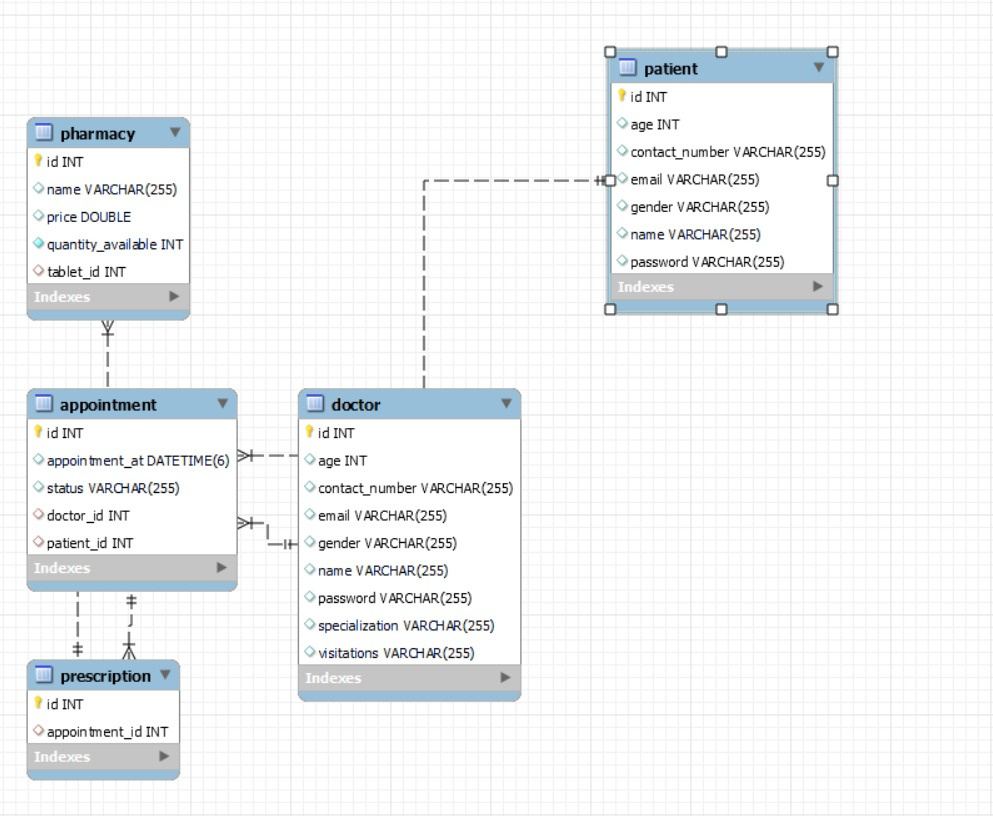 patient
id INT
age INT
contact_number VARCHAR(255)
email VARCHAR(255)
gender VARCHAR(255)
name VARCHAR(255)
password VARCHAR(255)
Indexes
pharmacy
id INT
name VARCHAR(255)
price DOUBLE
quantity_available INT
tablet_id INT
Indexes
appointment
id INT
appointment_at DATETIME(6)
status VARCHAR(255)
doctor_id INT
patient_id INT
Indexes
doctor
id INT
age INT
contact_number VARCHAR(255)
email VARCHAR(255)
gender VARCHAR(255)
name VARCHAR(255)
password VARCHAR(255)
specialization VARCHAR(255)
visitations VARCHAR(255)
Indexes
prescription
id INT
appointment_id INT
Indexes